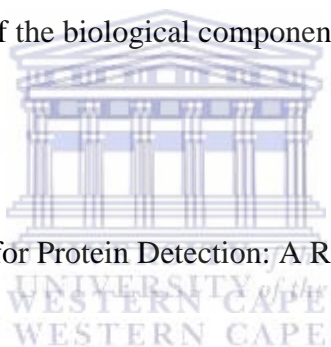 f the biological componen
for Protein Detection: A R
UNIVERSITY of the
WESTERN CAPE
WESTERN CAPE